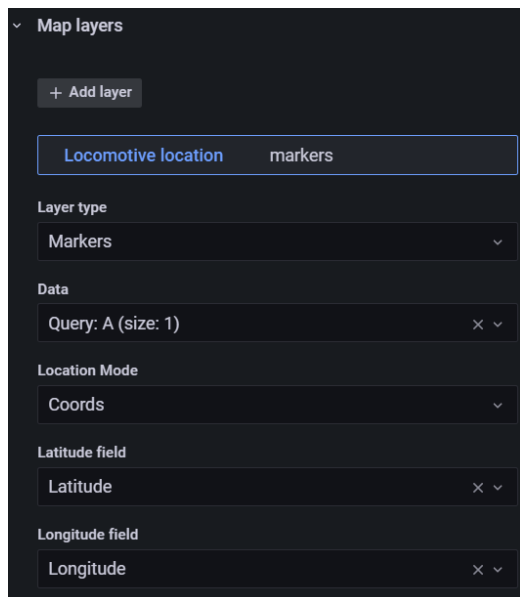 Map layers
+ Add layer
Locomotive location markers
Layer type
Markers
Data
Query: A (size: 1)
Location Mode
Coords
Latitude field
Latitude
Longitude field
Longitude